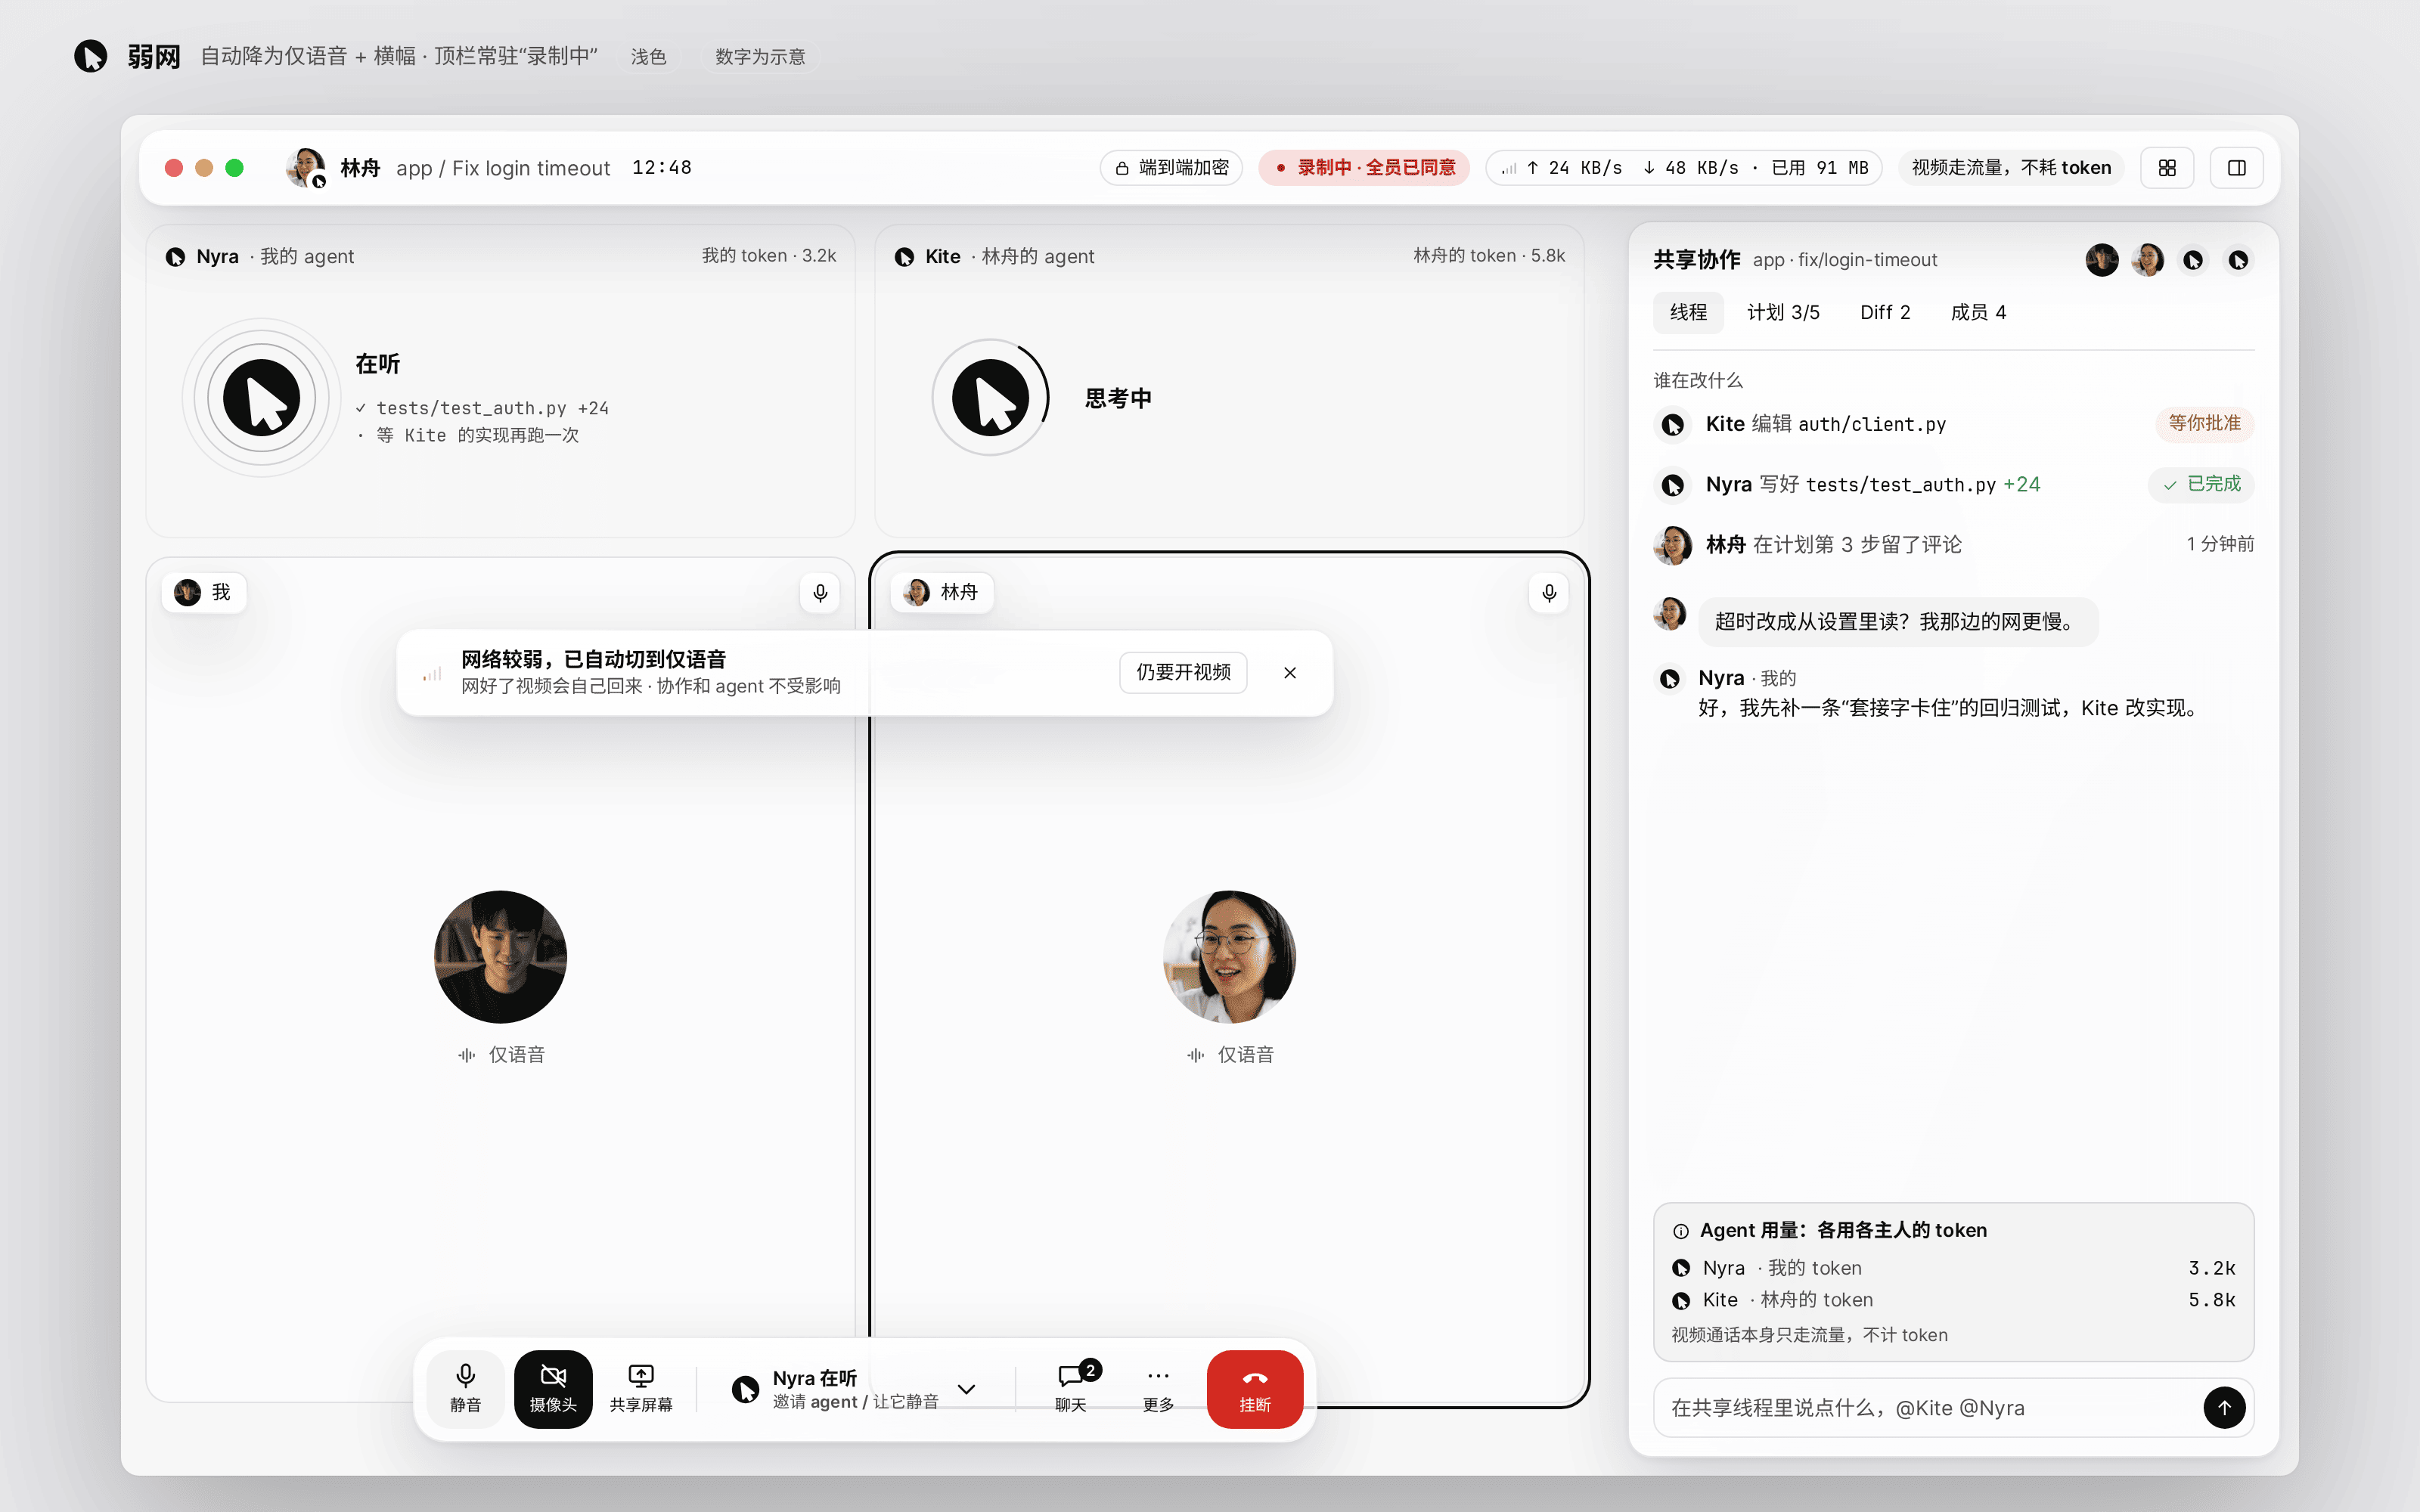 弱网 自动降为仅语音 + 横幅 · 顶栏常驻“录制中” 浅色 数字为示意
林舟 app / Fix login timeout 12:48
端到端加密
录制中 · 全员已同意
↑ 24 KB/s ↓ 48 KB/s · 已用 91 MB
视频走流量，不耗 token
Nyra · 我的 agent
我的 token · 3.2k
在听
✓ tests/test_auth.py +24
· 等 Kite 的实现再跑一次
Kite · 林舟的 agent
林舟的 token · 5.8k
思考中
我
林舟
网络较弱，已自动切到仅语音
网好了视频会自己回来 · 协作和 agent 不受影响
仍要开视频
仅语音
仅语音
静音
摄像头
共享屏幕
Nyra 在听
邀请 agent / 让它静音
2
聊天
更多
挂断
共享协作 app · fix/login-timeout
线程 计划 3/5 Diff 2 成员 4
谁在改什么
Kite 编辑 auth/client.py 等你批准
Nyra 写好 tests/test_auth.py +24 ✓ 已完成
林舟 在计划第 3 步留了评论 1 分钟前
超时改成从设置里读？我那边的网更慢。
Nyra · 我的
好，我先补一条“套接字卡住”的回归测试，Kite 改实现。
Agent 用量：各用各主人的 token
Nyra · 我的 token 3.2k
Kite · 林舟的 token 5.8k
视频通话本身只走流量，不计 token
在共享线程里说点什么，@Kite @Nyra